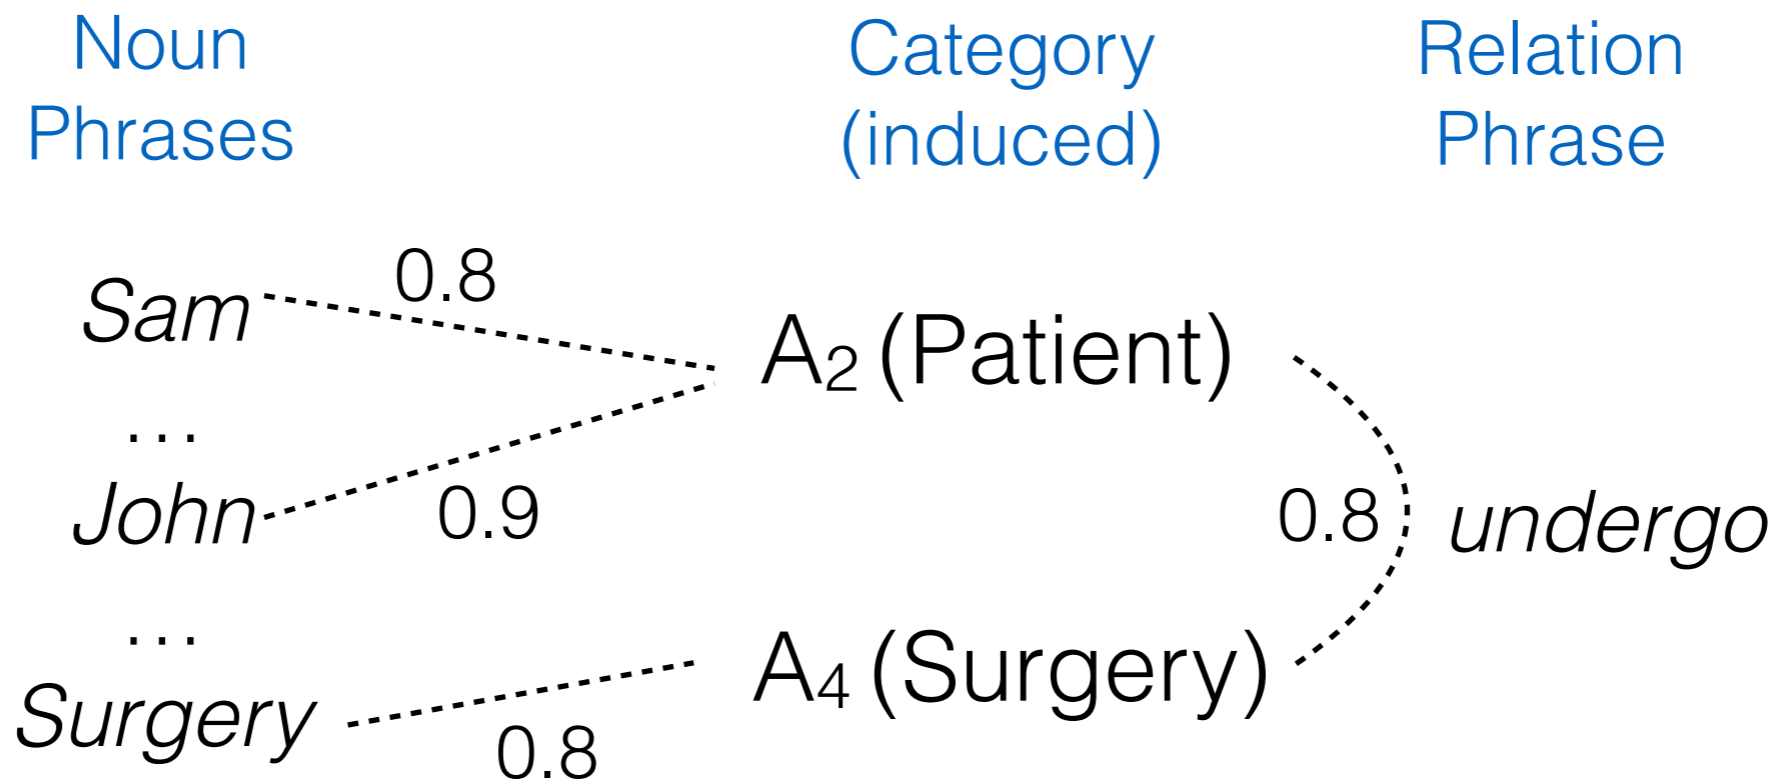 Noun
Phrases
Category
(induced)
Relation
Phrase
Sam
0.8
A₂ (Patient)
…
John
0.9
0.8
undergo
…
Surgery
0.8
A₄ (Surgery)